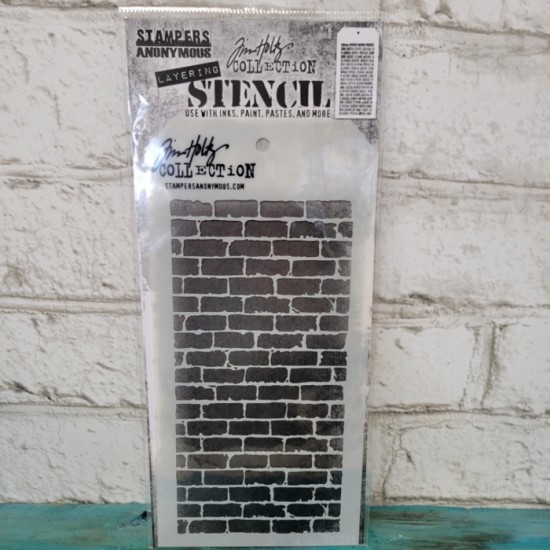 STAMPERS
ANONYMOUS
Tim Holtz
COLLECTION
LAYERING
STENCIL
USE WITH INKS, PAINT, PASTES, AND MORE
Tim Holtz
COLLECTION
STAMPERSANONYMOUS.COM